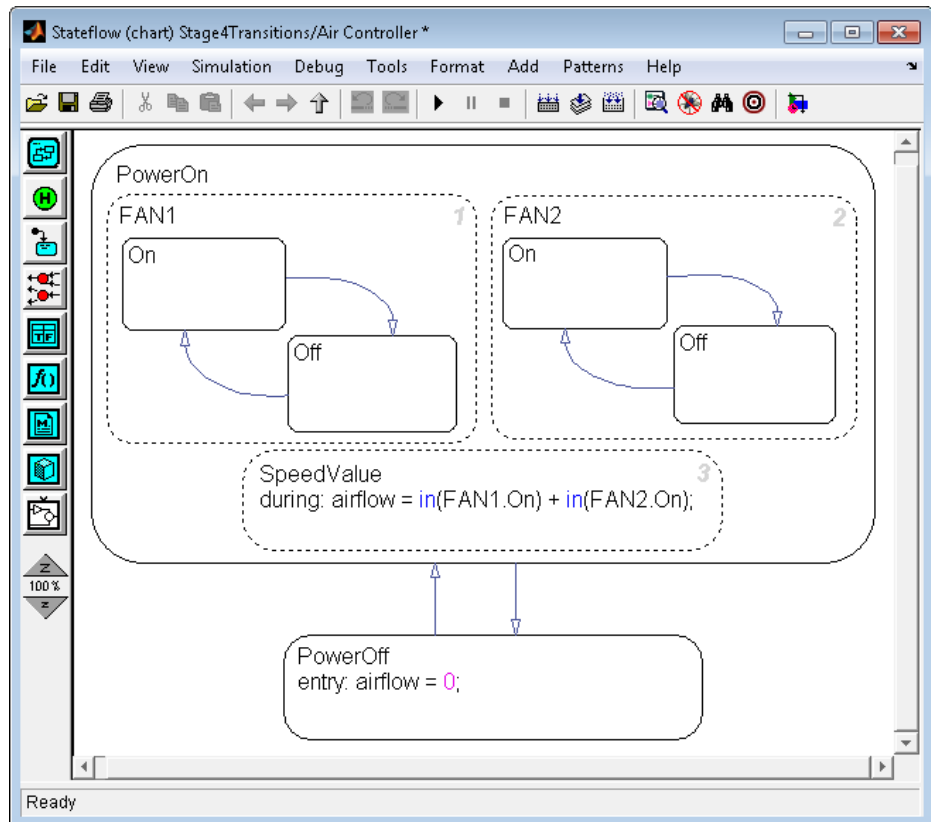 Stateflow (chart) Stage4Transitions/Air Controller *
File Edit View Simulation Debug Tools Format Add Patterns Help
PowerOn
FAN1 1
On
Off
FAN2 2
On
Off
SpeedValue 3
during: airflow = in(FAN1.On) + in(FAN2.On);
PowerOff
entry: airflow = 0;
H
TF
f()
M
Z
100 %
z
Ready